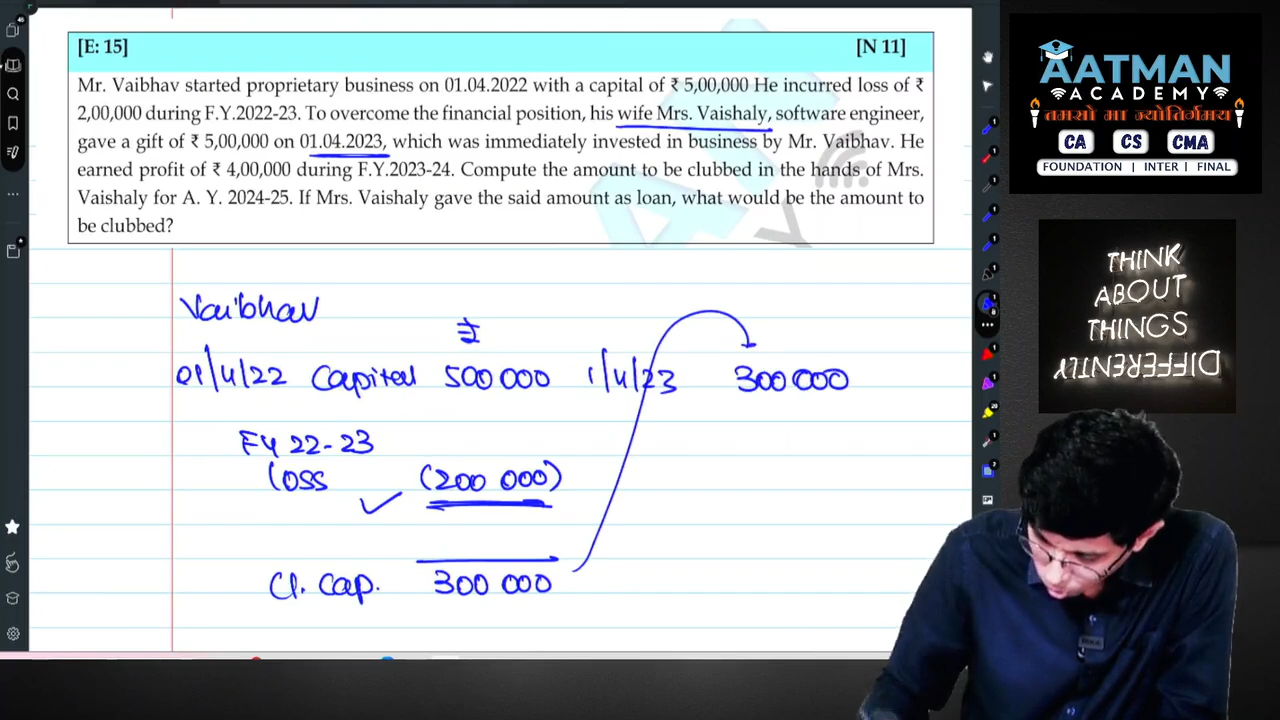 [E: 15] [N 11]
Mr. Vaibhav started proprietary business on 01.04.2022 with a capital of ₹ 5,00,000 He incurred loss of ₹
2,00,000 during F.Y.2022-23. To overcome the financial position, his wife Mrs. Vaishaly, software engineer,
gave a gift of ₹ 5,00,000 on 01.04.2023, which was immediately invested in business by Mr. Vaibhav. He
earned profit of ₹ 4,00,000 during F.Y.2023-24. Compute the amount to be clubbed in the hands of Mrs.
Vaishaly for A. Y. 2024-25. If Mrs. Vaishaly gave the said amount as loan, what would be the amount to
be clubbed?
Vaibhav
₹
01/4/22 Capital 500 000 1/4/23 300 000
FY 22-23
Loss (200 000)
Cl. Cap. 300 000
AATMAN
ACADEMY
तमसो मा ज्योतिर्गमय
CA CS CMA
FOUNDATION | INTER | FINAL
THINK
ABOUT
THINGS
DIFFERENTLY